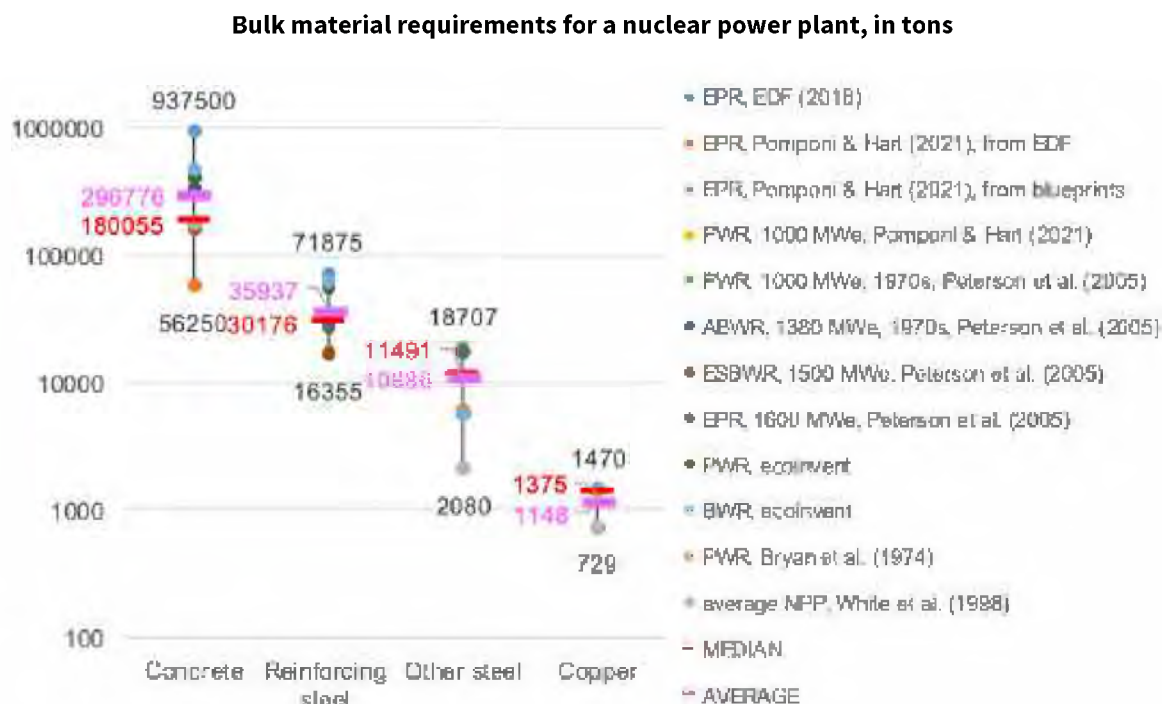 Bulk material requirements for a nuclear power plant, in tons
937500
1000000
296776
180055
100000
71875
35937
56250
30176
18707
11491
10000
16355
1470
1375
1000
2080
1148
729
100
Concrete
Reinforcing
steel
Other steel
Copper
EPR, EDF (2018)
EPR, Pomponi & Hart (2021), from EDF
EPR, Pomponi & Hart (2021), from blueprints
PWR, 1000 MWe, Pomponi & Hart (2021)
PWR, 1000 MWe, 1970s, Peterson et al. (2005)
ABWR, 1380 MWe, 1970s, Peterson et al. (2005)
ESBWR, 1500 MWe, Peterson et al. (2005)
EPR, 1600 MWe, Peterson et al. (2005)
PWR, ecoinvent
BWR, ecoinvent
PWR, Bryan et al. (1974)
average NPP, White et al. (1998)
MEDIAN
AVERAGE